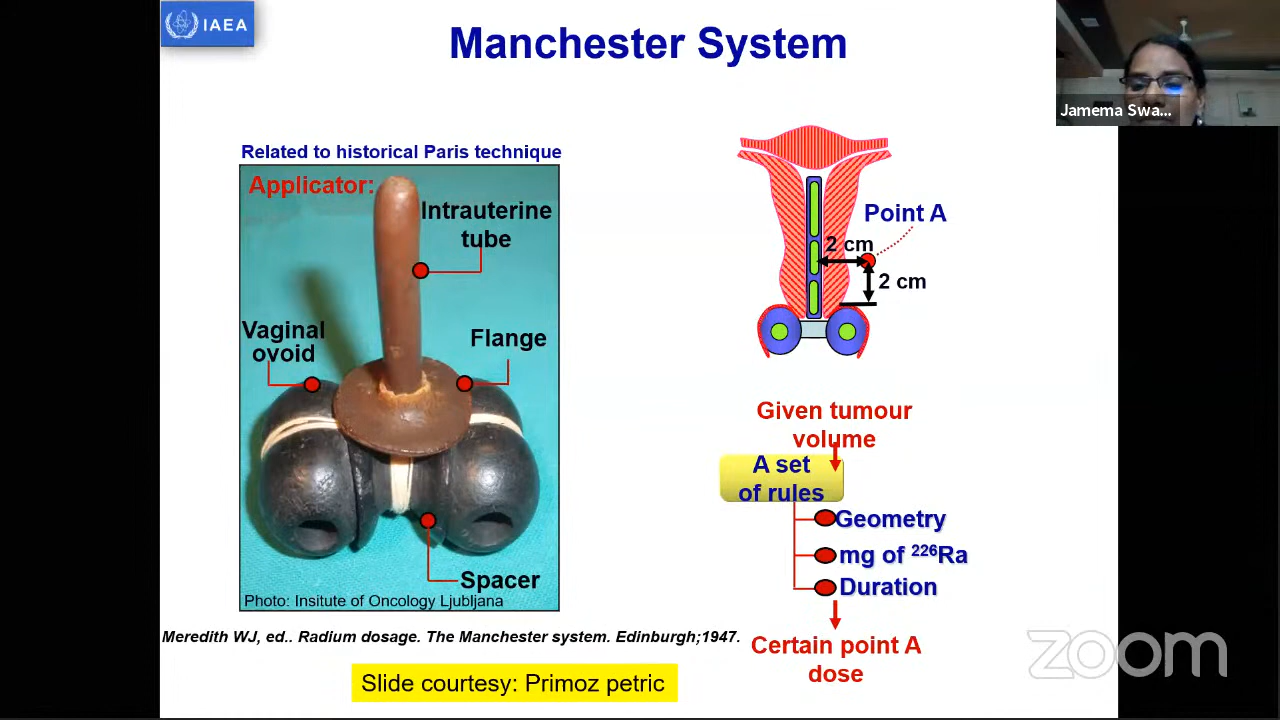 IAEA
Manchester System
Jamema Swa...
Related to historical Paris technique
Applicator:
Intrauterine
tube
Vaginal
ovoid
Flange
Spacer
Photo: Insitute of Oncology Ljubljana
Point A
2 cm
2 cm
Given tumour
volume
A set
of rules
Geometry
mg of ²²⁶Ra
Duration
Certain point A
dose
Meredith WJ, ed.. Radium dosage. The Manchester system. Edinburgh;1947.
Slide courtesy: Primoz petric
zoom